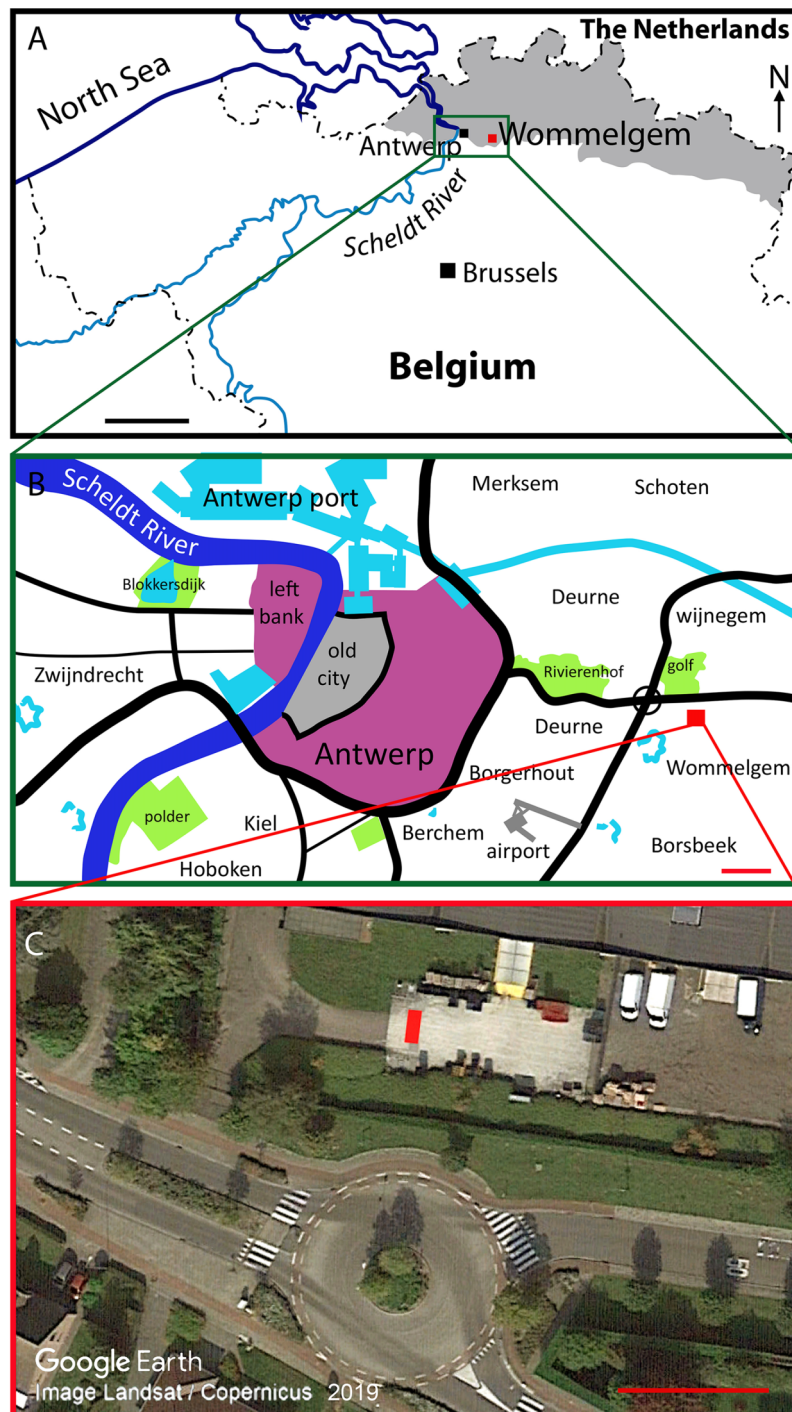 A
The Netherlands
North Sea
N
Wommelgem
Antwerp
Scheldt River
Brussels
Belgium
B
Scheldt River
Antwerp port
Merksem
Schoten
Blokkersdijk
left
bank
Deurne
wijnegem
old
city
Zwijndrecht
Rivierenhof
golf
Deurne
Antwerp
Borgerhout
Wommelgem
polder
Kiel
Berchem
airport
Borsbeek
Hoboken
C
Google Earth
Image Landsat / Copernicus 2019